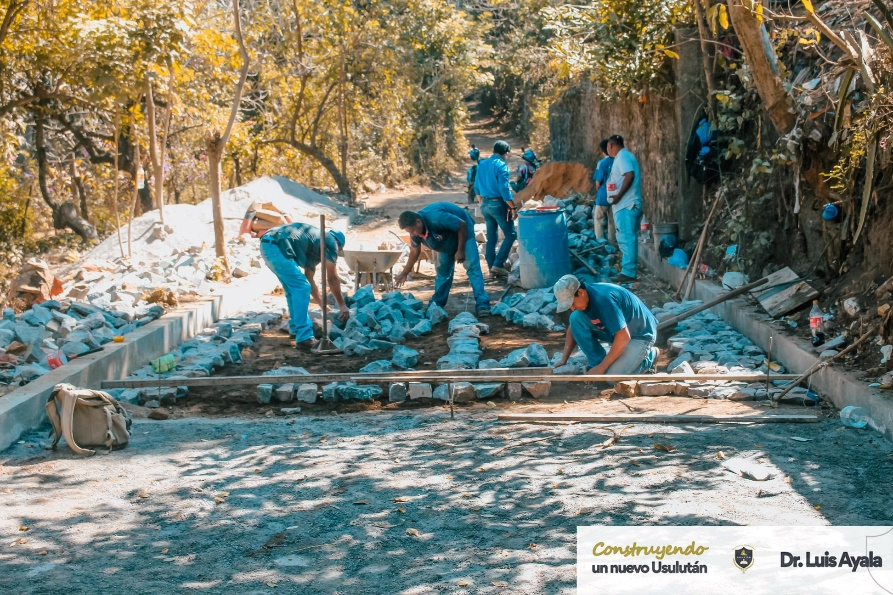 Construyendo
un nuevo Usulután
Dr. Luis Ayala